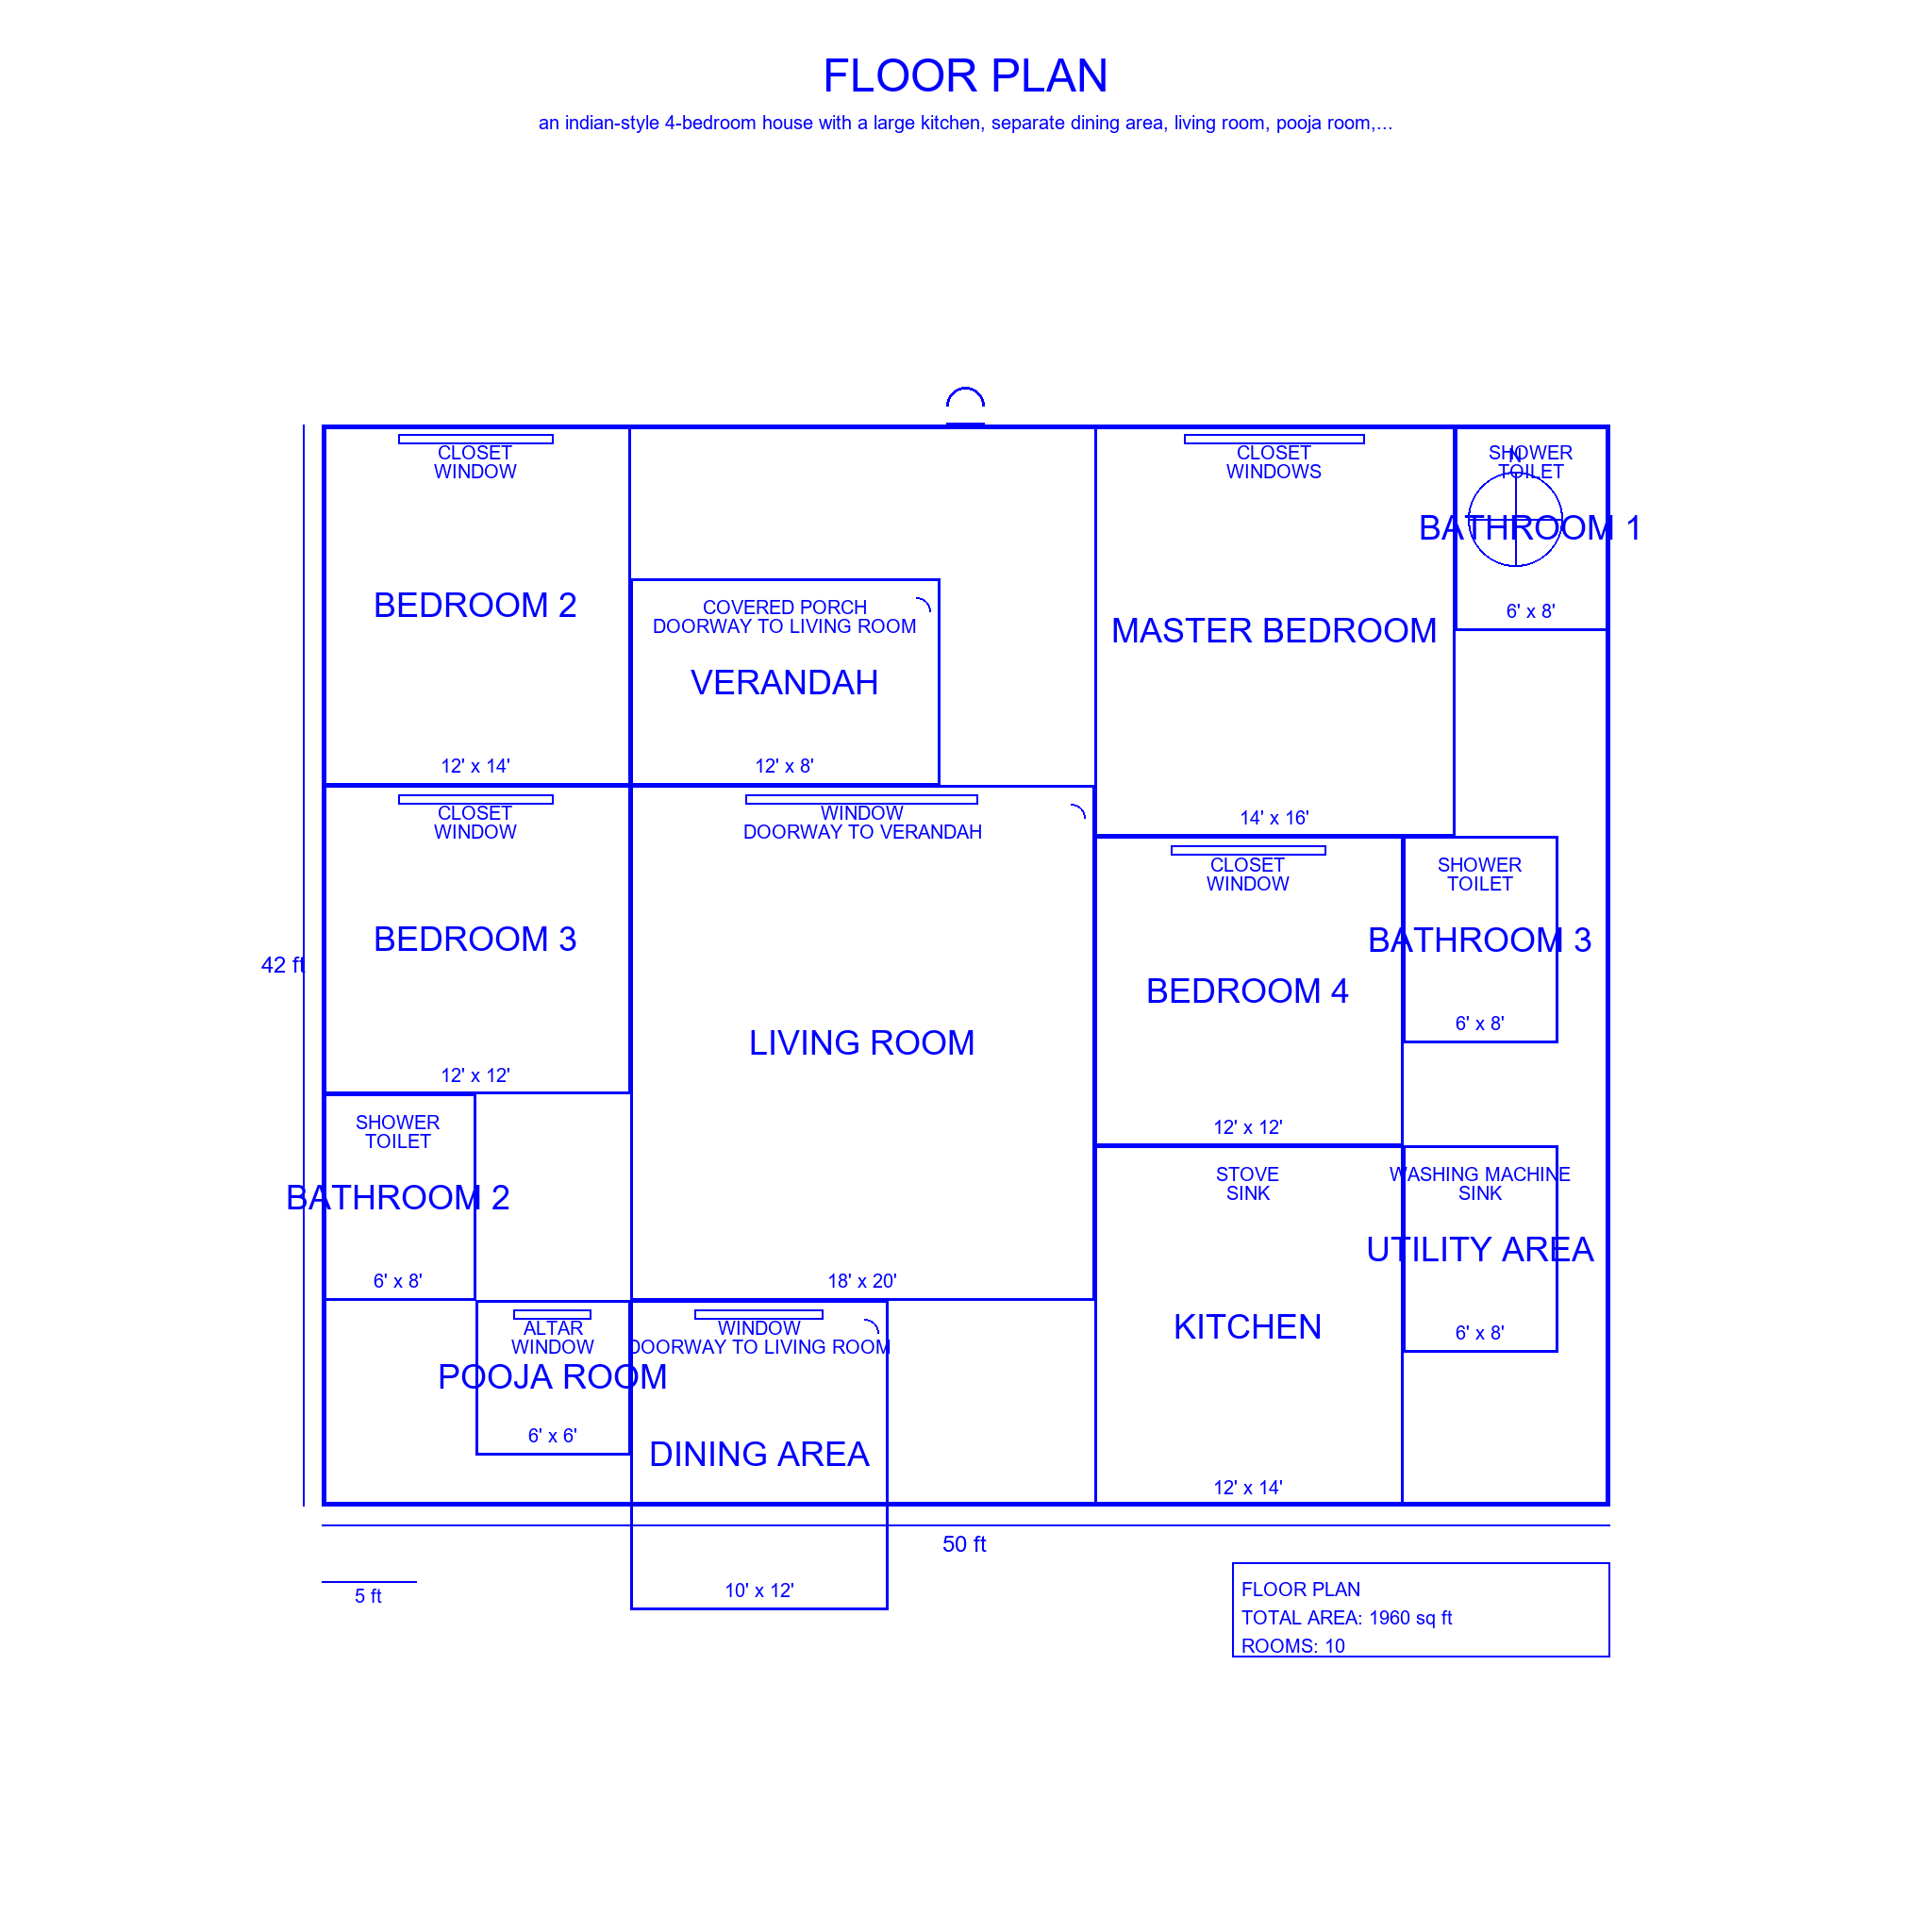 FLOOR PLAN
an indian-style 4-bedroom house with a large kitchen, separate dining area, living room, pooja room,...
CLOSET
WINDOW
BEDROOM 2
12' x 14'
COVERED PORCH
DOORWAY TO LIVING ROOM
VERANDAH
12' x 8'
CLOSET
WINDOWS
MASTER BEDROOM
14' x 16'
SHOWER
N
TOILET
BATHROOM 1
6' x 8'
CLOSET
WINDOW
BEDROOM 3
12' x 12'
WINDOW
DOORWAY TO VERANDAH
LIVING ROOM
18' x 20'
CLOSET
WINDOW
BEDROOM 4
12' x 12'
SHOWER
TOILET
BATHROOM 3
6' x 8'
42 ft
SHOWER
TOILET
BATHROOM 2
6' x 8'
STOVE
SINK
KITCHEN
12' x 14'
WASHING MACHINE
SINK
UTILITY AREA
6' x 8'
ALTAR
WINDOW
POOJA ROOM
6' x 6'
WINDOW
DOORWAY TO LIVING ROOM
DINING AREA
10' x 12'
50 ft
5 ft
FLOOR PLAN
TOTAL AREA: 1960 sq ft
ROOMS: 10